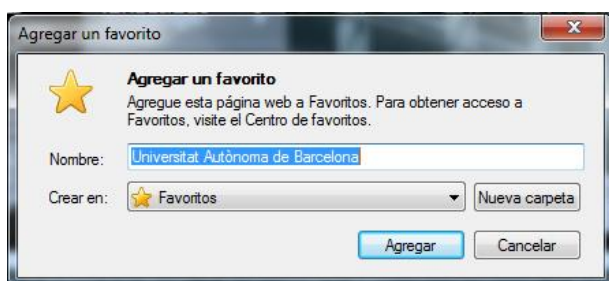 Agregar un favorito
Agregar un favorito
Agregue esta página web a Favoritos. Para obtener acceso a
Favoritos, visite el Centro de favoritos.
Nombre: Universitat Autònoma de Barcelona
Crear en: Favoritos Nueva carpeta
Agregar Cancelar